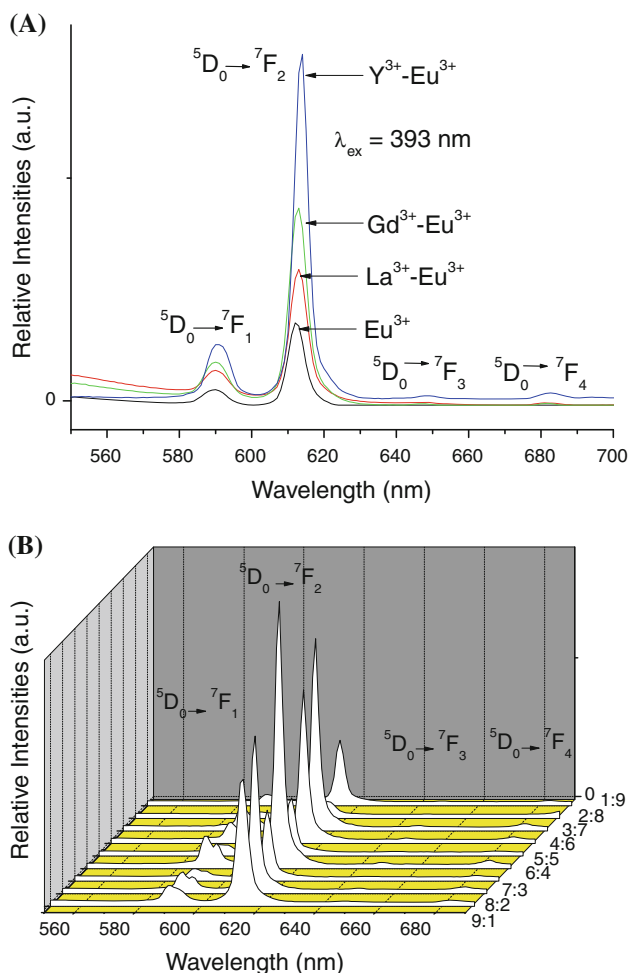 (A)
⁵D₀ → ⁷F₂
Y³⁺-Eu³⁺
λₑₓ = 393 nm
Gd³⁺-Eu³⁺
La³⁺-Eu³⁺
⁵D₀ → ⁷F₁
Eu³⁺
⁵D₀ → ⁷F₃
⁵D₀ → ⁷F₄
Relative Intensities (a.u.)
0
560 580 600 620 640 660 680 700
Wavelength (nm)
(B)
⁵D₀ → ⁷F₂
⁵D₀ → ⁷F₁
⁵D₀ → ⁷F₃
⁵D₀ → ⁷F₄
Relative Intensities (a.u.)
0
1:9
2:8
3:7
4:6
5:5
6:4
7:3
8:2
9:1
560 580 600 620 640 660 680
Wavelength (nm)